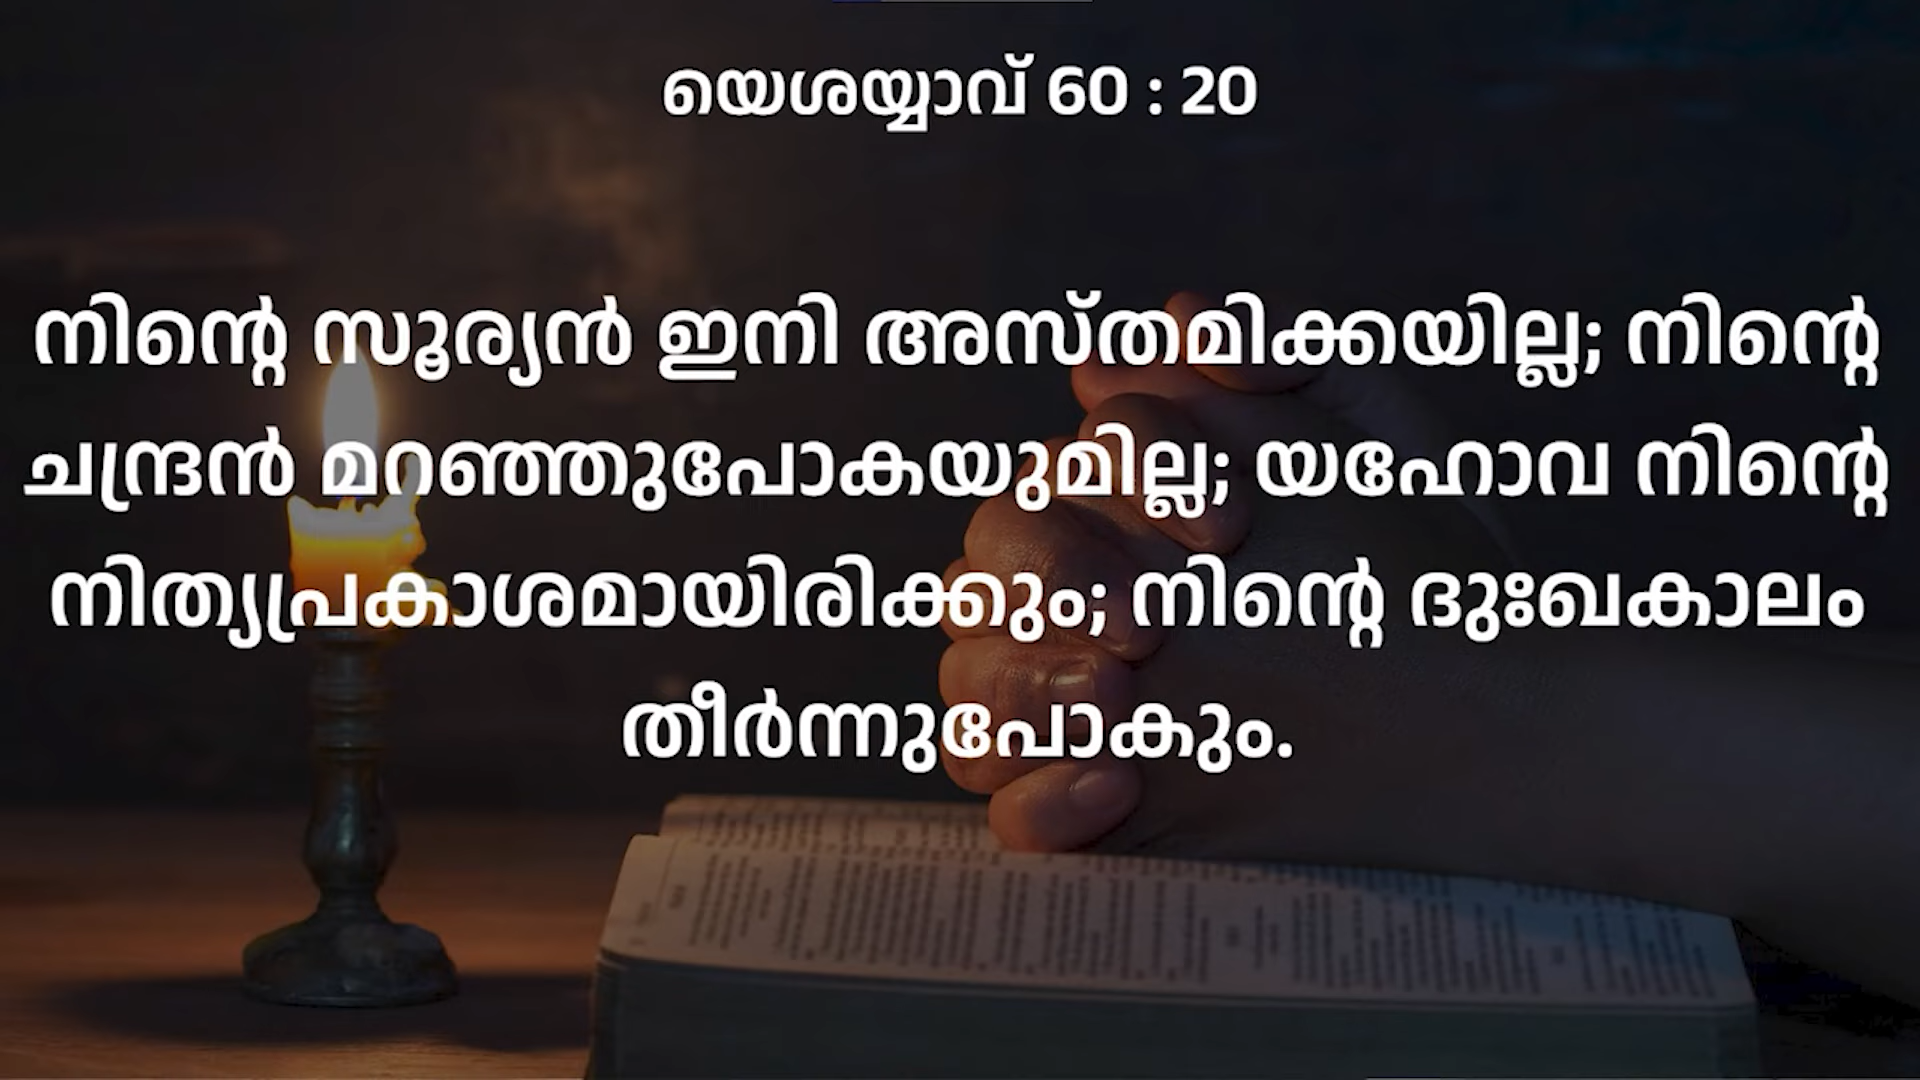 യെശയ്യാവ് 60 : 20
നിന്റെ സൂര്യൻ ഇനി അസ്തമിക്കയില്ല; നിന്റെ
ചന്ദ്രൻ മറഞ്ഞുപോകയുമില്ല; യഹോവ നിന്റെ
നിത്യപ്രകാശമായിരിക്കും; നിന്റെ ദുഃഖകാലം
തീർന്നുപോകും.